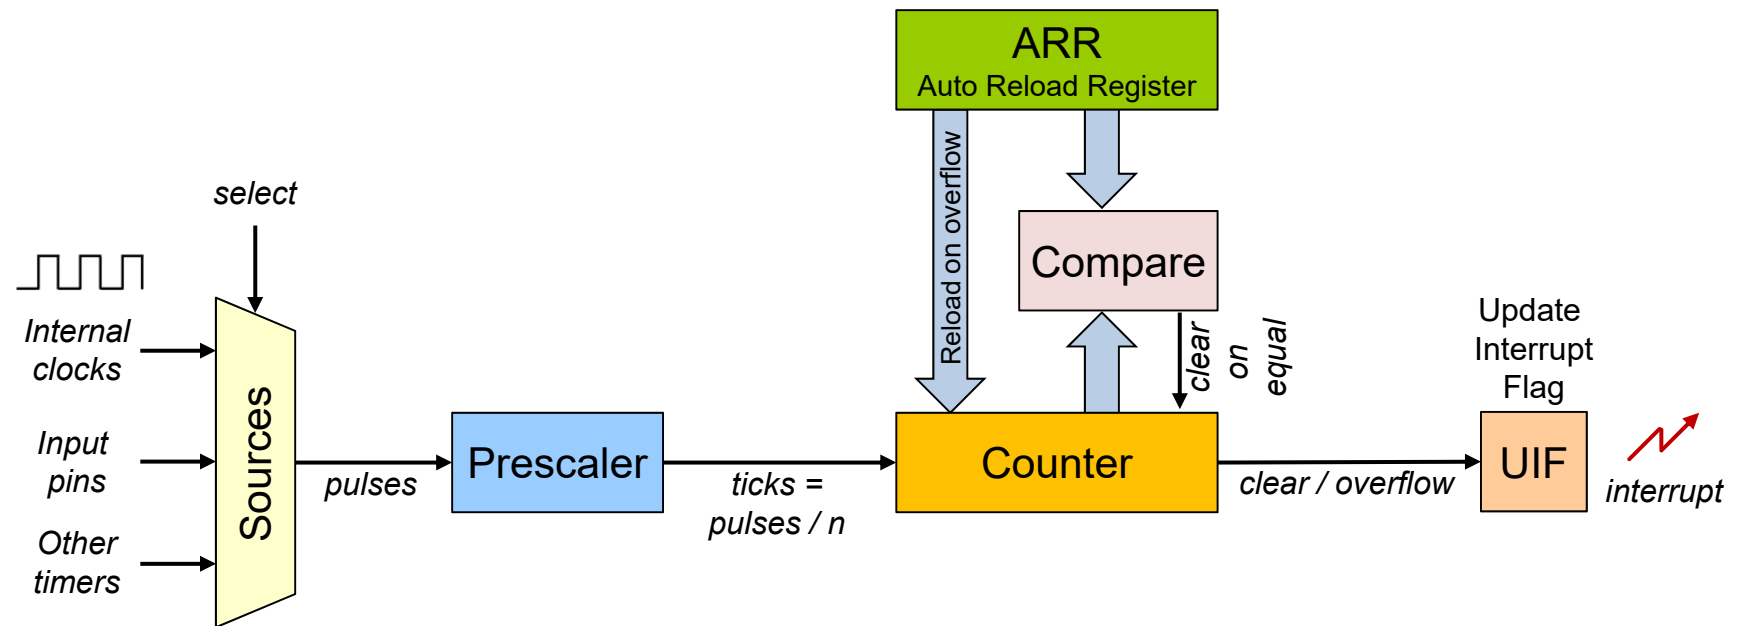 ARR
Auto Reload Register
Reload on overflow
select
Compare
clear
on
equal
Internal
clocks
Input
pins
Other
timers
Sources
pulses
Prescaler
ticks =
pulses / n
Counter
clear / overflow
Update
Interrupt
Flag
UIF
interrupt